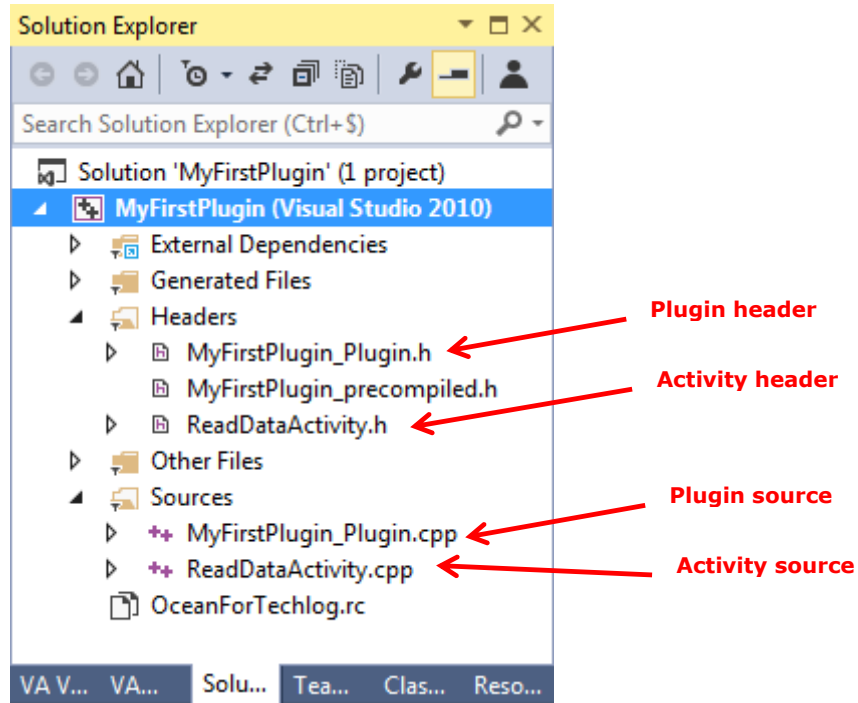 Solution Explorer
Search Solution Explorer (Ctrl+$)
Solution 'MyFirstPlugin' (1 project)
MyFirstPlugin (Visual Studio 2010)
External Dependencies
Generated Files
Headers
Plugin header
MyFirstPlugin_Plugin.h
MyFirstPlugin_precompiled.h
Activity header
ReadDataActivity.h
Other Files
Sources
Plugin source
MyFirstPlugin_Plugin.cpp
ReadDataActivity.cpp
Activity source
OceanForTechlog.rc
VA V... VA... Solu... Tea... Clas... Reso...